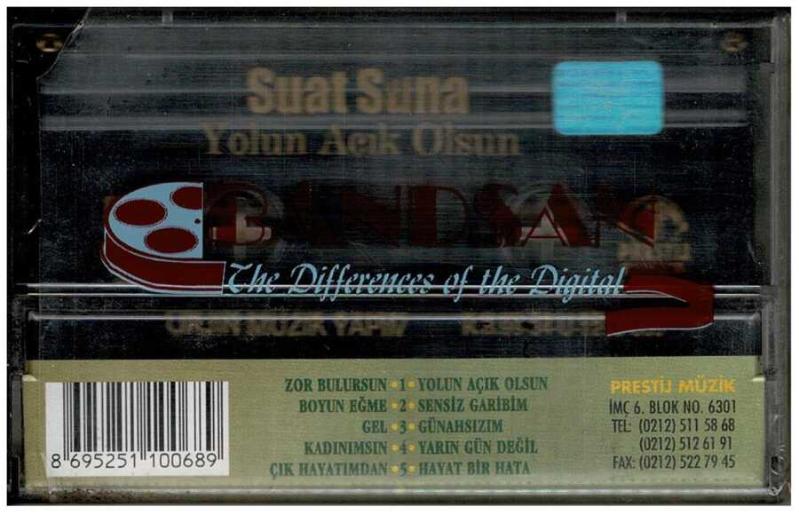 Suat Suna
Yolun Açık Olsun
BANDSAN
The Differences of the Digital
ZOR BULURSUN • 1 • YOLUN AÇIK OLSUN
BOYUN EĞME • 2 • SENSİZ GARİBİM
GEL • 3 • GÜNAHSIZIM
KADINIMSIN • 4 • YARIN GÜN DEĞİL
ÇIK HAYATIMDAN • 5 • HAYAT BİR HATA
PRESTİJ MÜZİK
İMÇ 6. BLOK NO. 6301
TEL: (0212) 511 58 68
(0212) 512 61 91
FAX: (0212) 522 79 45
8 695251 100689